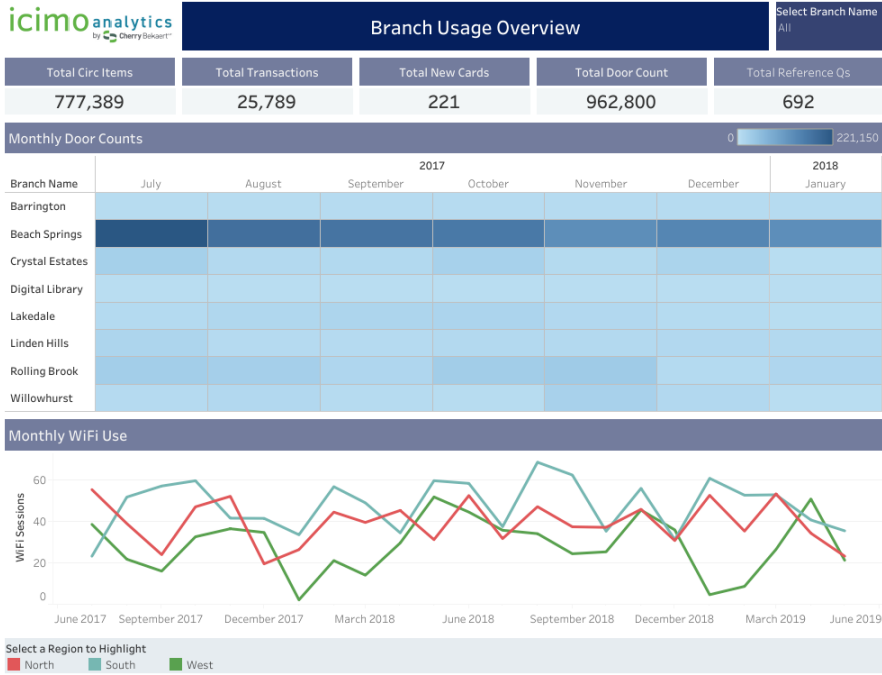 icimo analytics
by Cherry Bekaert
Branch Usage Overview
Select Branch Name
All
Total Circ Items
777,389
Total Transactions
25,789
Total New Cards
221
Total Door Count
962,800
Total Reference Qs
692
Monthly Door Counts
0
221,150
2017 2018
Branch Name July August September October November December January
Barrington
Beach Springs
Crystal Estates
Digital Library
Lakedale
Linden Hills
Rolling Brook
Willowhurst
Monthly WiFi Use
WiFi Sessions
60
40
20
0
June 2017 September 2017 December 2017 March 2018 June 2018 September 2018 December 2018 March 2019 June 2019
Select a Region to Highlight
North South West